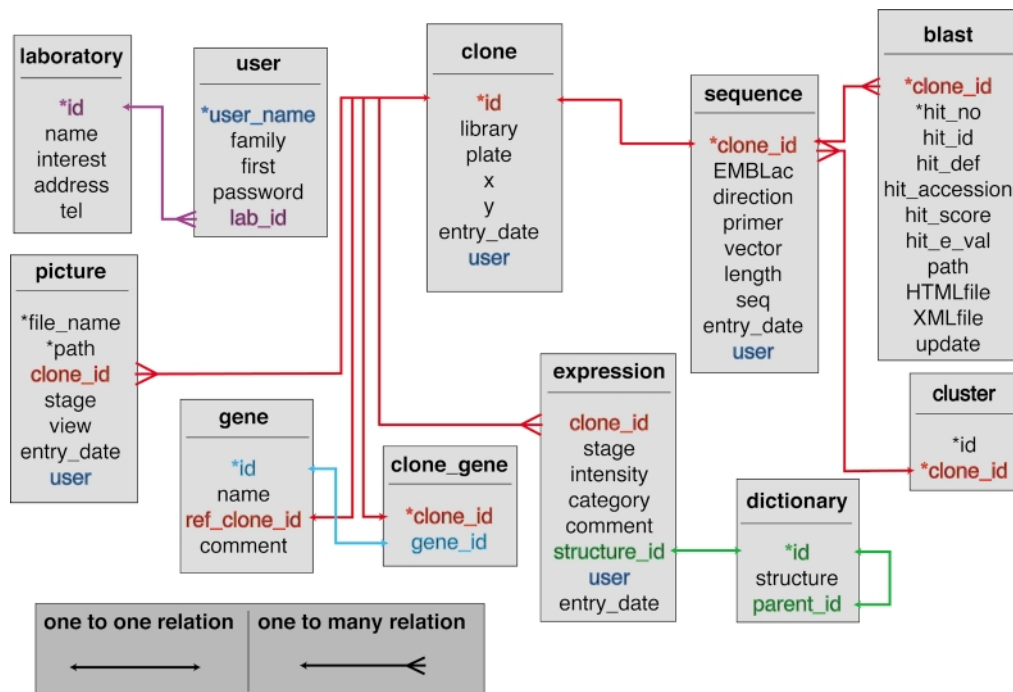 laboratory
*id
name
interest
address
tel
user
*user_name
family
first
password
lab_id
clone
*id
library
plate
x
y
entry_date
user
sequence
*clone_id
EMBLac
direction
primer
vector
length
seq
entry_date
user
blast
*clone_id
*hit_no
hit_id
hit_def
hit_accession
hit_score
hit_e_val
path
HTMLfile
XMLfile
update
picture
*file_name
*path
clone_id
stage
view
entry_date
user
gene
*id
name
ref_clone_id
comment
clone_gene
*clone_id
gene_id
expression
clone_id
stage
intensity
category
comment
structure_id
user
entry_date
dictionary
*id
structure
parent_id
cluster
*id
*clone_id
one to one relation
one to many relation